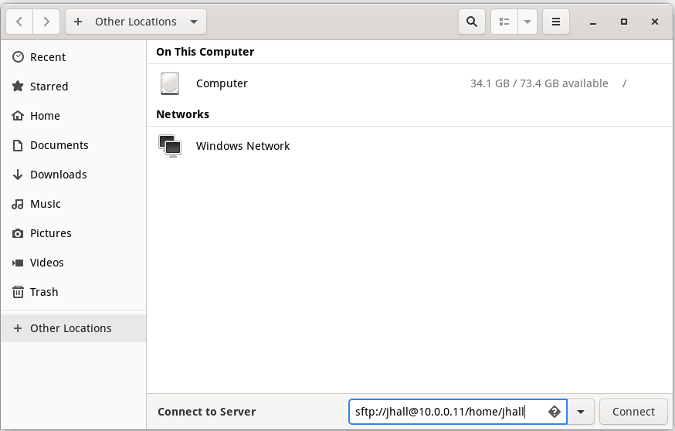 Other Locations
Recent
Starred
Home
Documents
Downloads
Music
Pictures
Videos
Trash
Other Locations
On This Computer
Computer 34.1 GB / 73.4 GB available /
Networks
Windows Network
Connect to Server sftp://jhall@10.0.0.11/home/jhall Connect